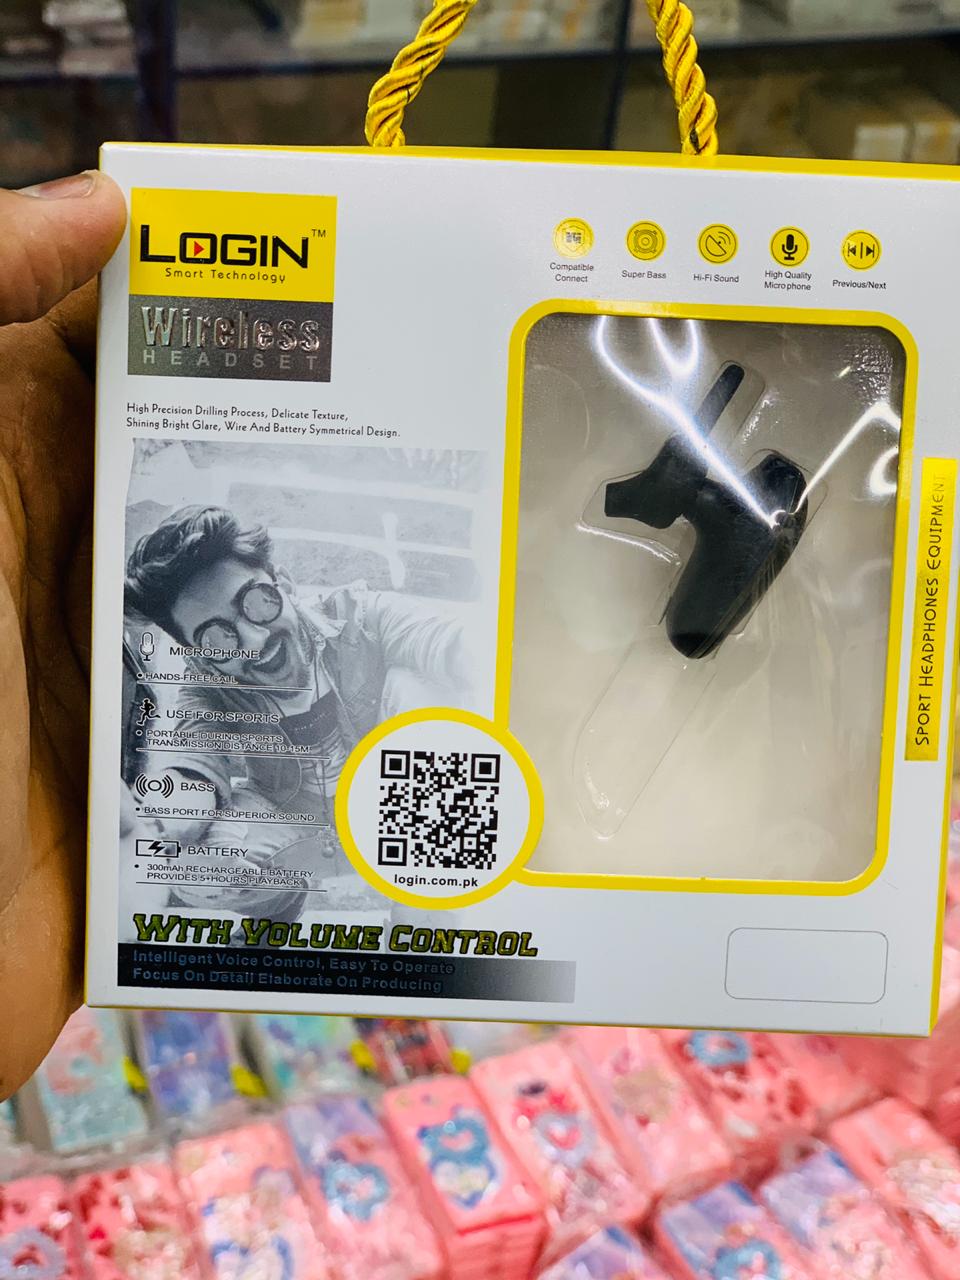 LOGIN™
Smart Technology
Wireless
HEADSET
Compatible
Connect
Super Bass
Hi-Fi Sound
High Quality
Microphone
Previous/Next
High Precision Drilling Process, Delicate Texture,
Shining Bright Glare, Wire And Battery Symmetrical Design.
MICROPHONE
• HANDS-FREE CALL
USE FOR SPORTS
• PORTABLE DURING SPORTS
TRANSMISSION DISTANCE 10-15M
BASS
• BASS PORT FOR SUPERIOR SOUND
BATTERY
• 300mAh RECHARGEABLE BATTERY
PROVIDES 5+HOURS PLAYBACK
login.com.pk
WITH VOLUME CONTROL
Intelligent Voice Control, Easy To Operate
Focus On Detail Elaborate On Producing
SPORT HEADPHONES EQUIPMENT